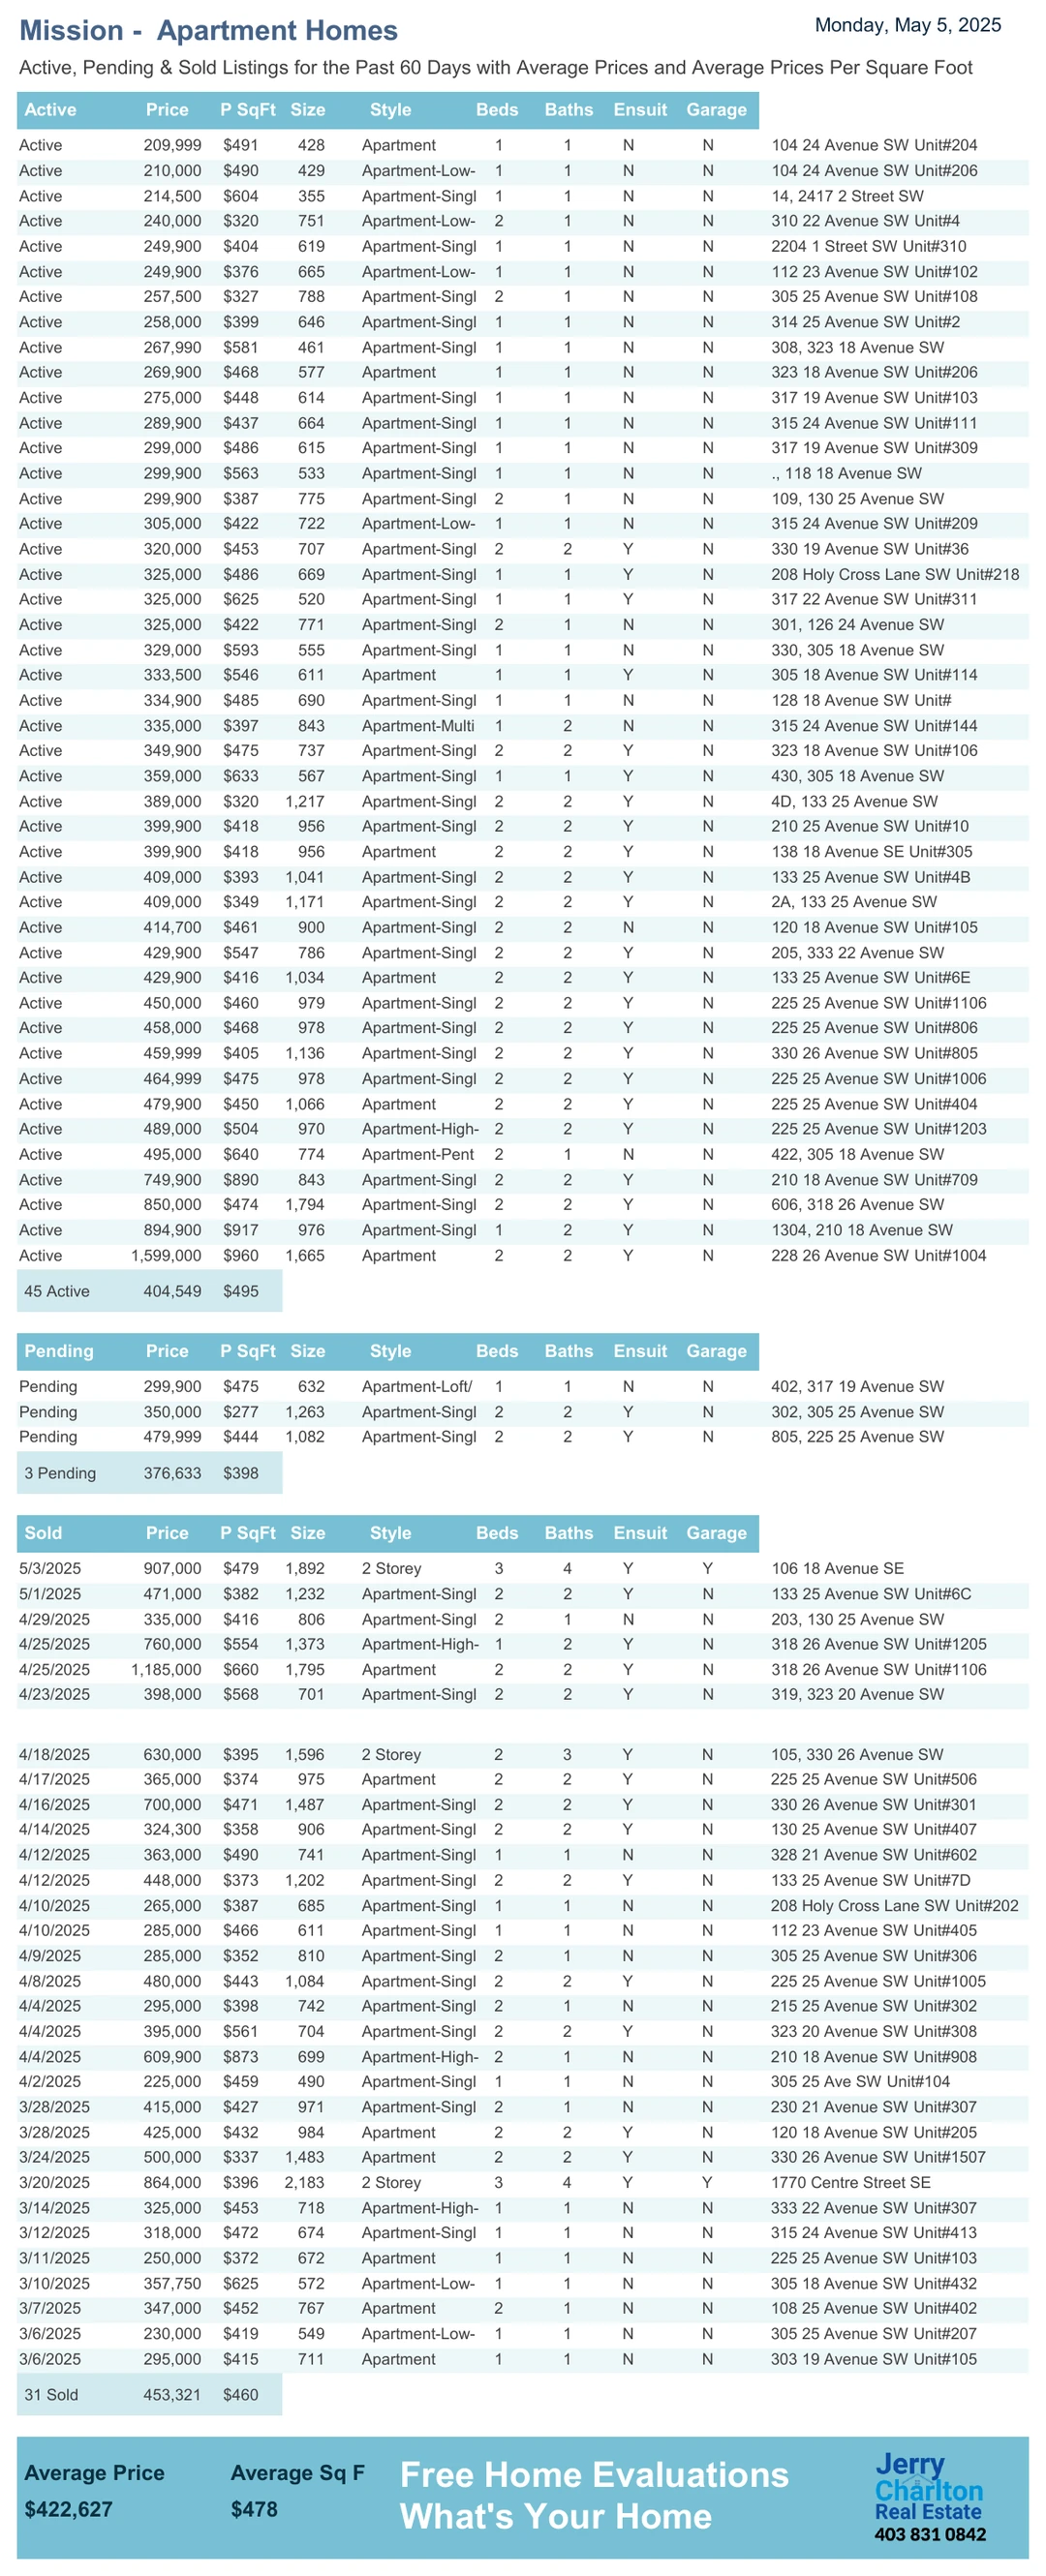 Mission -  Apartment Homes
Monday, May 5, 2025
Active, Pending & Sold Listings for the Past 60 Days with Average Prices and Average Prices Per Square Foot
Active Price P SqFt Size Style Beds Baths Ensuit Garage
Active 209,999 $491 428 Apartment 1 1 N N 104 24 Avenue SW Unit#204
Active 210,000 $490 429 Apartment-Low- 1 1 N N 104 24 Avenue SW Unit#206
Active 214,500 $604 355 Apartment-Singl 1 1 N N 14, 2417 2 Street SW
Active 240,000 $320 751 Apartment-Low- 2 1 N N 310 22 Avenue SW Unit#4
Active 249,900 $404 619 Apartment-Singl 1 1 N N 2204 1 Street SW Unit#310
Active 249,900 $376 665 Apartment-Low- 1 1 N N 112 23 Avenue SW Unit#102
Active 257,500 $327 788 Apartment-Singl 2 1 N N 305 25 Avenue SW Unit#108
Active 258,000 $399 646 Apartment-Singl 1 1 N N 314 25 Avenue SW Unit#2
Active 267,990 $581 461 Apartment-Singl 1 1 N N 308, 323 18 Avenue SW
Active 269,900 $468 577 Apartment 1 1 N N 323 18 Avenue SW Unit#206
Active 275,000 $448 614 Apartment-Singl 1 1 N N 317 19 Avenue SW Unit#103
Active 289,900 $437 664 Apartment-Singl 1 1 N N 315 24 Avenue SW Unit#111
Active 299,000 $486 615 Apartment-Singl 1 1 N N 317 19 Avenue SW Unit#309
Active 299,900 $563 533 Apartment-Singl 1 1 N N ., 118 18 Avenue SW
Active 299,900 $387 775 Apartment-Singl 2 1 N N 109, 130 25 Avenue SW
Active 305,000 $422 722 Apartment-Low- 1 1 N N 315 24 Avenue SW Unit#209
Active 320,000 $453 707 Apartment-Singl 2 2 Y N 330 19 Avenue SW Unit#36
Active 325,000 $486 669 Apartment-Singl 1 1 Y N 208 Holy Cross Lane SW Unit#218
Active 325,000 $625 520 Apartment-Singl 1 1 Y N 317 22 Avenue SW Unit#311
Active 325,000 $422 771 Apartment-Singl 2 1 N N 301, 126 24 Avenue SW
Active 329,000 $593 555 Apartment-Singl 1 1 N N 330, 305 18 Avenue SW
Active 333,500 $546 611 Apartment 1 1 Y N 305 18 Avenue SW Unit#114
Active 334,900 $485 690 Apartment-Singl 1 1 N N 128 18 Avenue SW Unit#
Active 335,000 $397 843 Apartment-Multi 1 2 N N 315 24 Avenue SW Unit#144
Active 349,900 $475 737 Apartment-Singl 2 2 Y N 323 18 Avenue SW Unit#106
Active 359,000 $633 567 Apartment-Singl 1 1 Y N 430, 305 18 Avenue SW
Active 389,000 $320 1,217 Apartment-Singl 2 2 Y N 4D, 133 25 Avenue SW
Active 399,900 $418 956 Apartment-Singl 2 2 Y N 210 25 Avenue SW Unit#10
Active 399,900 $418 956 Apartment 2 2 Y N 138 18 Avenue SE Unit#305
Active 409,000 $393 1,041 Apartment-Singl 2 2 Y N 133 25 Avenue SW Unit#4B
Active 409,000 $349 1,171 Apartment-Singl 2 2 Y N 2A, 133 25 Avenue SW
Active 414,700 $461 900 Apartment-Singl 2 2 N N 120 18 Avenue SW Unit#105
Active 429,900 $547 786 Apartment-Singl 2 2 Y N 205, 333 22 Avenue SW
Active 429,900 $416 1,034 Apartment 2 2 Y N 133 25 Avenue SW Unit#6E
Active 450,000 $460 979 Apartment-Singl 2 2 Y N 225 25 Avenue SW Unit#1106
Active 458,000 $468 978 Apartment-Singl 2 2 Y N 225 25 Avenue SW Unit#806
Active 459,999 $405 1,136 Apartment-Singl 2 2 Y N 330 26 Avenue SW Unit#805
Active 464,999 $475 978 Apartment-Singl 2 2 Y N 225 25 Avenue SW Unit#1006
Active 479,900 $450 1,066 Apartment 2 2 Y N 225 25 Avenue SW Unit#404
Active 489,000 $504 970 Apartment-High- 2 2 Y N 225 25 Avenue SW Unit#1203
Active 495,000 $640 774 Apartment-Pent 2 1 N N 422, 305 18 Avenue SW
Active 749,900 $890 843 Apartment-Singl 2 2 Y N 210 18 Avenue SW Unit#709
Active 850,000 $474 1,794 Apartment-Singl 2 2 Y N 606, 318 26 Avenue SW
Active 894,900 $917 976 Apartment-Singl 1 2 Y N 1304, 210 18 Avenue SW
Active 1,599,000 $960 1,665 Apartment 2 2 Y N 228 26 Avenue SW Unit#1004
45 Active 404,549 $495
Pending Price P SqFt Size Style Beds Baths Ensuit Garage
Pending 299,900 $475 632 Apartment-Loft/ 1 1 N N 402, 317 19 Avenue SW
Pending 350,000 $277 1,263 Apartment-Singl 2 2 Y N 302, 305 25 Avenue SW
Pending 479,999 $444 1,082 Apartment-Singl 2 2 Y N 805, 225 25 Avenue SW
3 Pending 376,633 $398
Sold Price P SqFt Size Style Beds Baths Ensuit Garage
5/3/2025 907,000 $479 1,892 2 Storey 3 4 Y Y 106 18 Avenue SE
5/1/2025 471,000 $382 1,232 Apartment-Singl 2 2 Y N 133 25 Avenue SW Unit#6C
4/29/2025 335,000 $416 806 Apartment-Singl 2 1 N N 203, 130 25 Avenue SW
4/25/2025 760,000 $554 1,373 Apartment-High- 1 2 Y N 318 26 Avenue SW Unit#1205
4/25/2025 1,185,000 $660 1,795 Apartment 2 2 Y N 318 26 Avenue SW Unit#1106
4/23/2025 398,000 $568 701 Apartment-Singl 2 2 Y N 319, 323 20 Avenue SW
4/18/2025 630,000 $395 1,596 2 Storey 2 3 Y N 105, 330 26 Avenue SW
4/17/2025 365,000 $374 975 Apartment 2 2 Y N 225 25 Avenue SW Unit#506
4/16/2025 700,000 $471 1,487 Apartment-Singl 2 2 Y N 330 26 Avenue SW Unit#301
4/14/2025 324,300 $358 906 Apartment-Singl 2 2 Y N 130 25 Avenue SW Unit#407
4/12/2025 363,000 $490 741 Apartment-Singl 1 1 N N 328 21 Avenue SW Unit#602
4/12/2025 448,000 $373 1,202 Apartment-Singl 2 2 Y N 133 25 Avenue SW Unit#7D
4/10/2025 265,000 $387 685 Apartment-Singl 1 1 N N 208 Holy Cross Lane SW Unit#202
4/10/2025 285,000 $466 611 Apartment-Singl 1 1 N N 112 23 Avenue SW Unit#405
4/9/2025 285,000 $352 810 Apartment-Singl 2 1 N N 305 25 Avenue SW Unit#306
4/8/2025 480,000 $443 1,084 Apartment-Singl 2 2 Y N 225 25 Avenue SW Unit#1005
4/4/2025 295,000 $398 742 Apartment-Singl 2 1 N N 215 25 Avenue SW Unit#302
4/4/2025 395,000 $561 704 Apartment-Singl 2 2 Y N 323 20 Avenue SW Unit#308
4/4/2025 609,900 $873 699 Apartment-High- 2 1 N N 210 18 Avenue SW Unit#908
4/2/2025 225,000 $459 490 Apartment-Singl 1 1 N N 305 25 Ave SW Unit#104
3/28/2025 415,000 $427 971 Apartment-Singl 2 1 N N 230 21 Avenue SW Unit#307
3/28/2025 425,000 $432 984 Apartment 2 2 Y N 120 18 Avenue SW Unit#205
3/24/2025 500,000 $337 1,483 Apartment 2 2 Y N 330 26 Avenue SW Unit#1507
3/20/2025 864,000 $396 2,183 2 Storey 3 4 Y Y 1770 Centre Street SE
3/14/2025 325,000 $453 718 Apartment-High- 1 1 N N 333 22 Avenue SW Unit#307
3/12/2025 318,000 $472 674 Apartment-Singl 1 1 N N 315 24 Avenue SW Unit#413
3/11/2025 250,000 $372 672 Apartment 1 1 N N 225 25 Avenue SW Unit#103
3/10/2025 357,750 $625 572 Apartment-Low- 1 1 N N 305 18 Avenue SW Unit#432
3/7/2025 347,000 $452 767 Apartment 2 1 N N 108 25 Avenue SW Unit#402
3/6/2025 230,000 $419 549 Apartment-Low- 1 1 N N 305 25 Avenue SW Unit#207
3/6/2025 295,000 $415 711 Apartment 1 1 N N 303 19 Avenue SW Unit#105
31 Sold 453,321 $460
Average Price Average Sq F
$422,627 $478
Free Home Evaluations
What's Your Home
Jerry
Charlton
Real Estate
403 831 0842